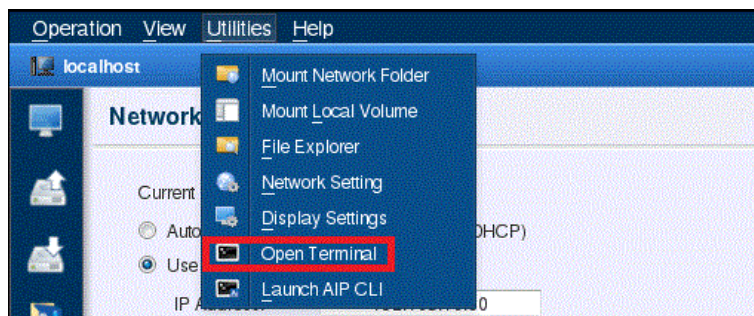 Operation View Utilities Help
localhost
Mount Network Folder
Network
Mount Local Volume
File Explorer
Current
Network Setting
Display Settings
DHCP)
Open Terminal
Use
Launch AIP CLI
IP